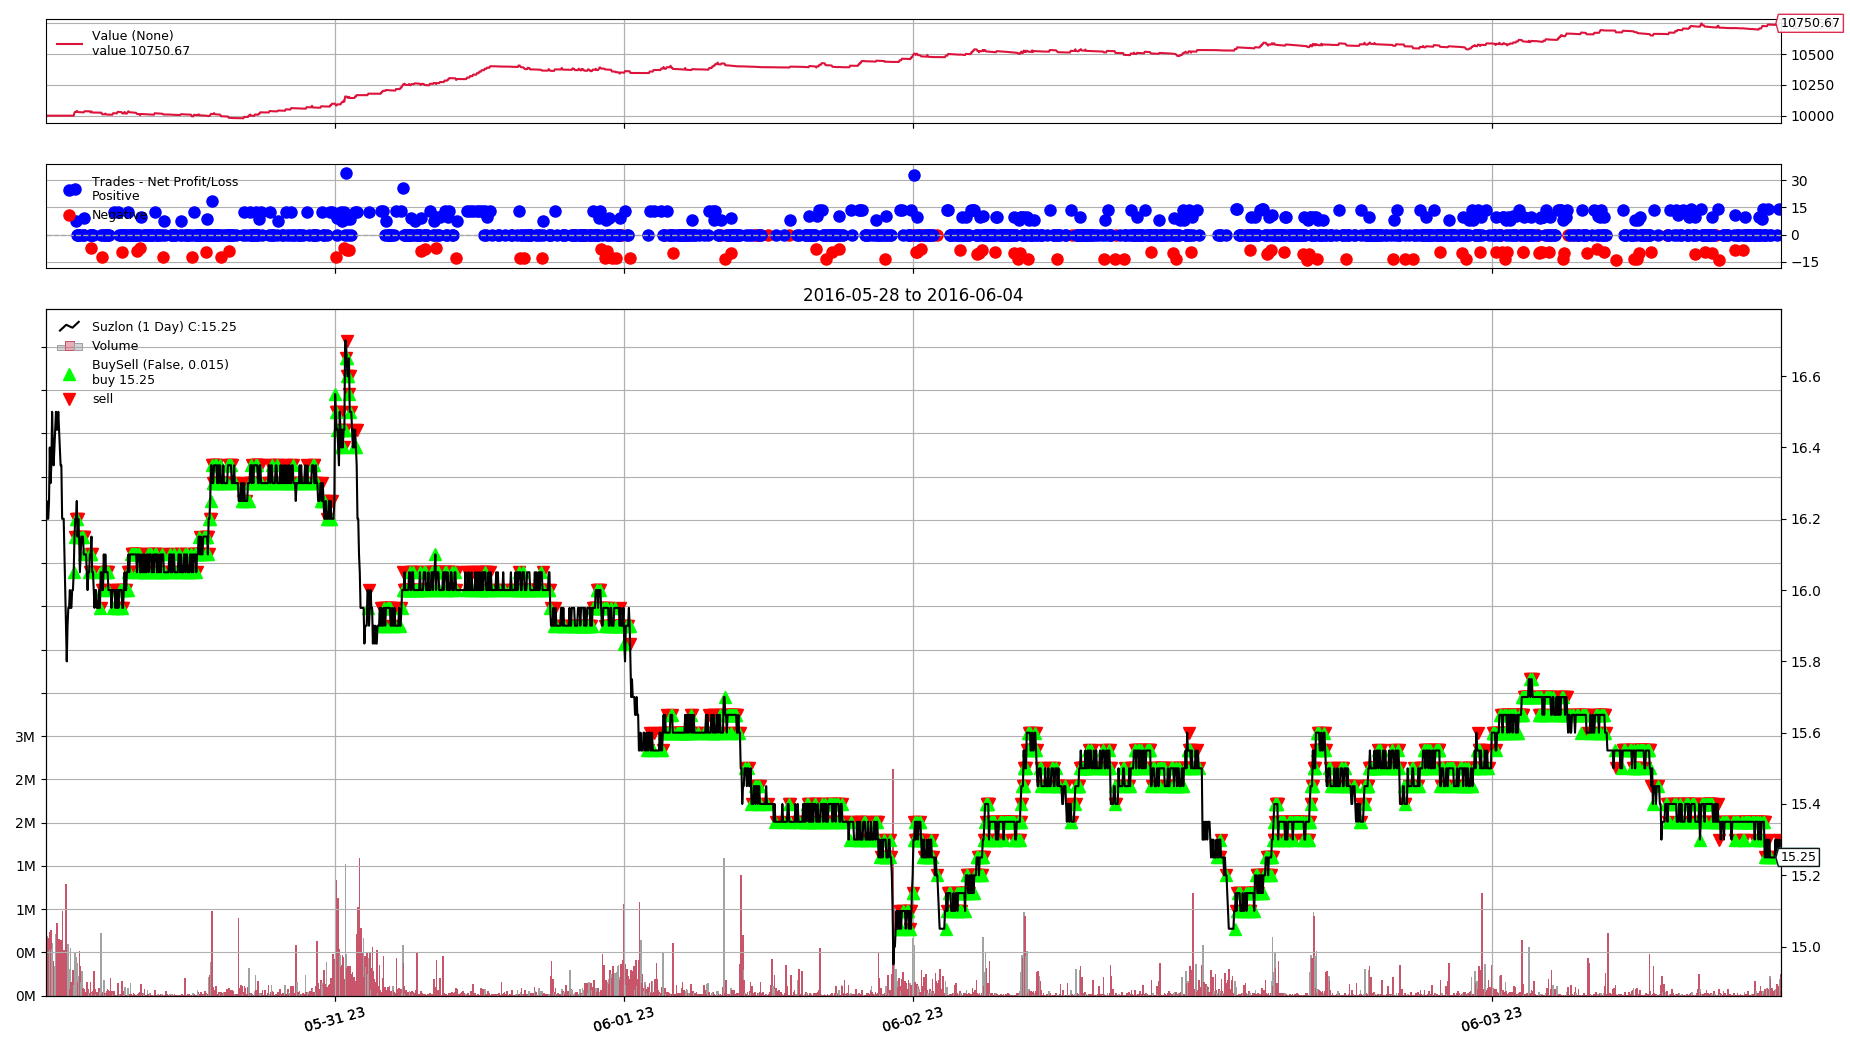 Value (None)
value 10750.67
10750.67
10500
10250
10000
Trades - Net Profit/Loss
Positive
Negative
30
15
0
−15
2016-05-28 to 2016-06-04
Suzlon (1 Day) C:15.25
Volume
BuySell (False, 0.015)
buy 15.25
sell
16.6
16.4
16.2
16.0
15.8
15.6
15.4
15.25
15.2
15.0
3M
2M
2M
1M
1M
0M
0M
05-31 23
06-01 23
06-02 23
06-03 23